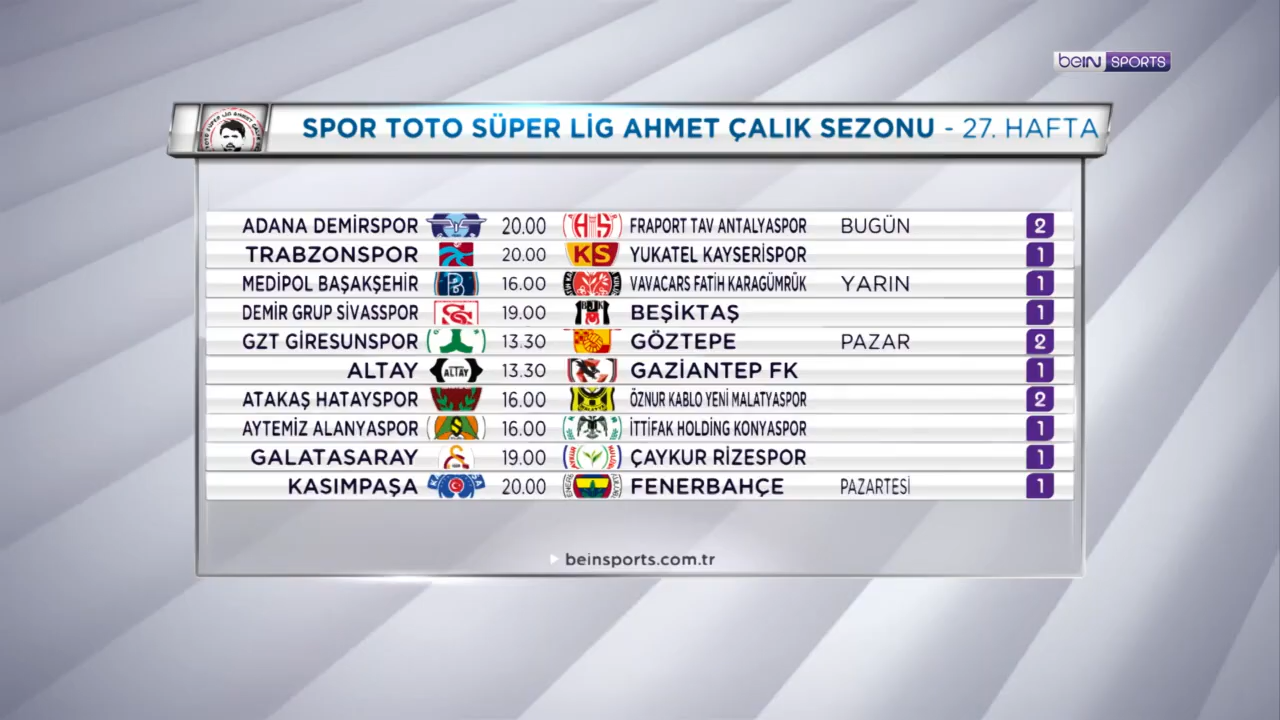 beIN SPORTS
SPOR TOTO SÜPER LİG AHMET ÇALIK SEZONU - 27. HAFTA
ADANA DEMİRSPOR 20.00 FRAPORT TAV ANTALYASPOR BUGÜN 2
TRABZONSPOR 20.00 KS YUKATEL KAYSERİSPOR 1
MEDİPOL BAŞAKŞEHİR 16.00 VAVACARS FATİH KARAGÜMRÜK YARIN 1
DEMİR GRUP SİVASSPOR 19.00 BJK BEŞİKTAŞ 1
GZT GİRESUNSPOR 13.30 GÖZTEPE PAZAR 2
ALTAY ALTAY 13.30 GAZİANTEP FK 1
ATAKAŞ HATAYSPOR 16.00 ÖZNUR KABLO YENİ MALATYASPOR 2
AYTEMİZ ALANYASPOR 16.00 İTTİFAK HOLDİNG KONYASPOR 1
GALATASARAY 19.00 ÇAYKUR RİZESPOR 1
KASIMPAŞA 20.00 FENERBAHÇE PAZARTESİ 1
beinsports.com.tr